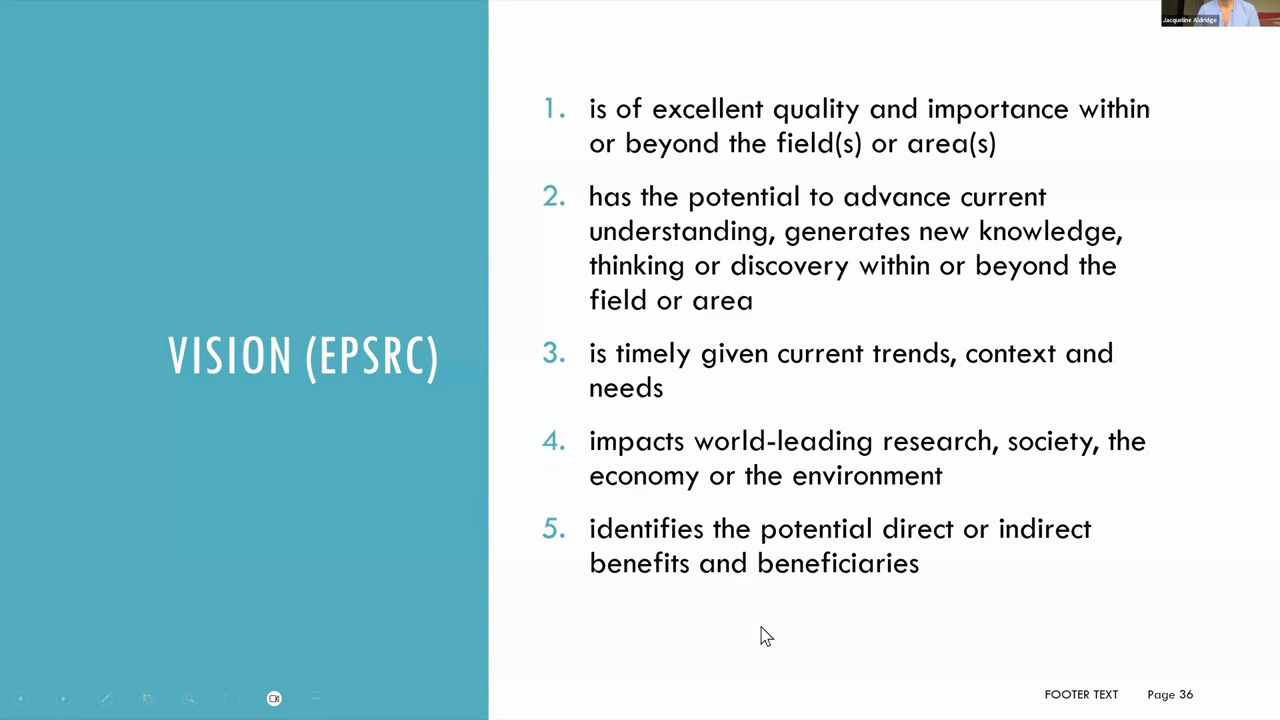 Jacqueline Aldridge
VISION (EPSRC)
1. is of excellent quality and importance within
or beyond the field(s) or area(s)
2. has the potential to advance current
understanding, generates new knowledge,
thinking or discovery within or beyond the
field or area
3. is timely given current trends, context and
needs
4. impacts world-leading research, society, the
economy or the environment
5. identifies the potential direct or indirect
benefits and beneficiaries
FOOTER TEXT Page 36